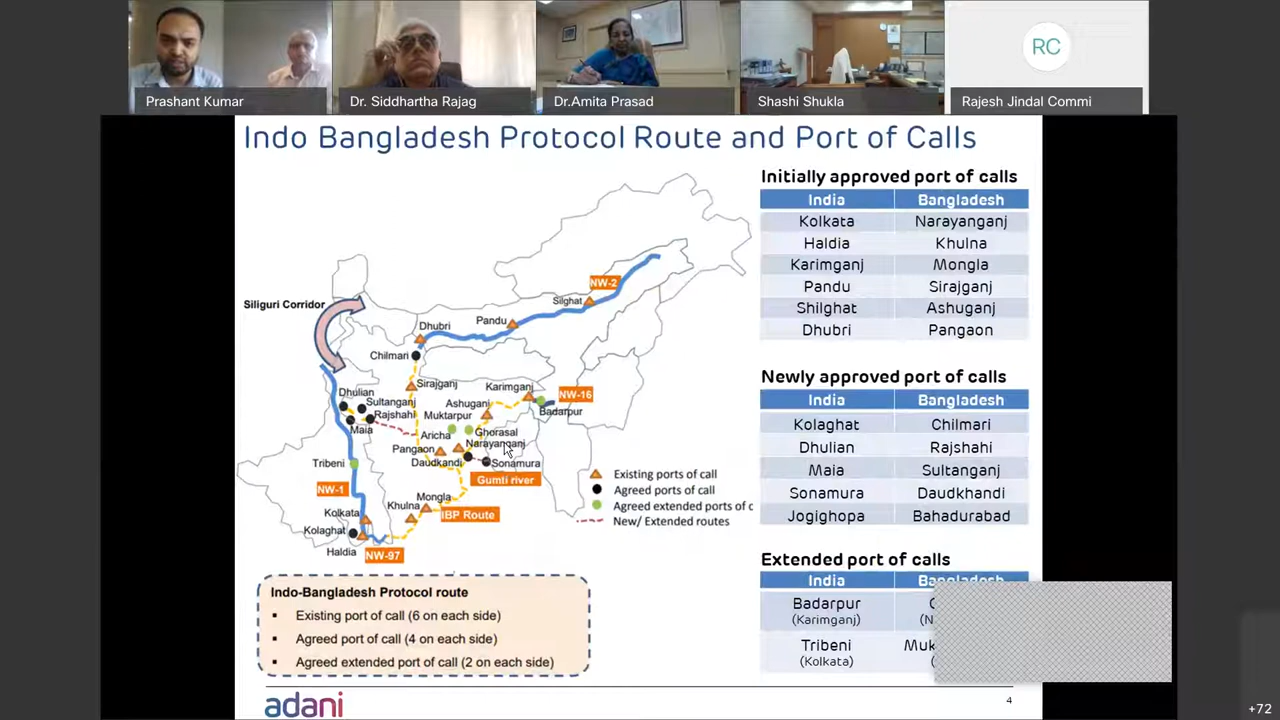 Prashant Kumar
Dr. Siddhartha Rajag
Dr.Amita Prasad
Shashi Shukla
RC
Rajesh Jindal Commi
Indo Bangladesh Protocol Route and Port of Calls
Siliguri Corridor
NW-2
Silghat
Pandu
Dhubri
Chilmari
Sirajganj
Karimganj
NW-16
Badarpur
Dhulian
Sultanganj
Rajshahi
Maia
Ashuganj
Muktarpur
Aricha
Ghorasal
Narayanganj
Pangaon
Daudkandi
Sonamura
Gumti river
Tribeni
NW-1
Mongla
Khulna
IBP Route
Kolkata
Kolaghat
Haldia
NW-97
Existing ports of call
Agreed ports of call
Agreed extended ports of c
New/ Extended routes
Indo-Bangladesh Protocol route
▪ Existing port of call (6 on each side)
▪ Agreed port of call (4 on each side)
▪ Agreed extended port of call (2 on each side)
Initially approved port of calls
India Bangladesh
Kolkata Narayanganj
Haldia Khulna
Karimganj Mongla
Pandu Sirajganj
Shilghat Ashuganj
Dhubri Pangaon
Newly approved port of calls
India Bangladesh
Kolaghat Chilmari
Dhulian Rajshahi
Maia Sultanganj
Sonamura Daudkhandi
Jogighopa Bahadurabad
Extended port of calls
India Bangladesh
Badarpur
(Karimganj)
Tribeni Muk
(Kolkata)
adani
4
+72